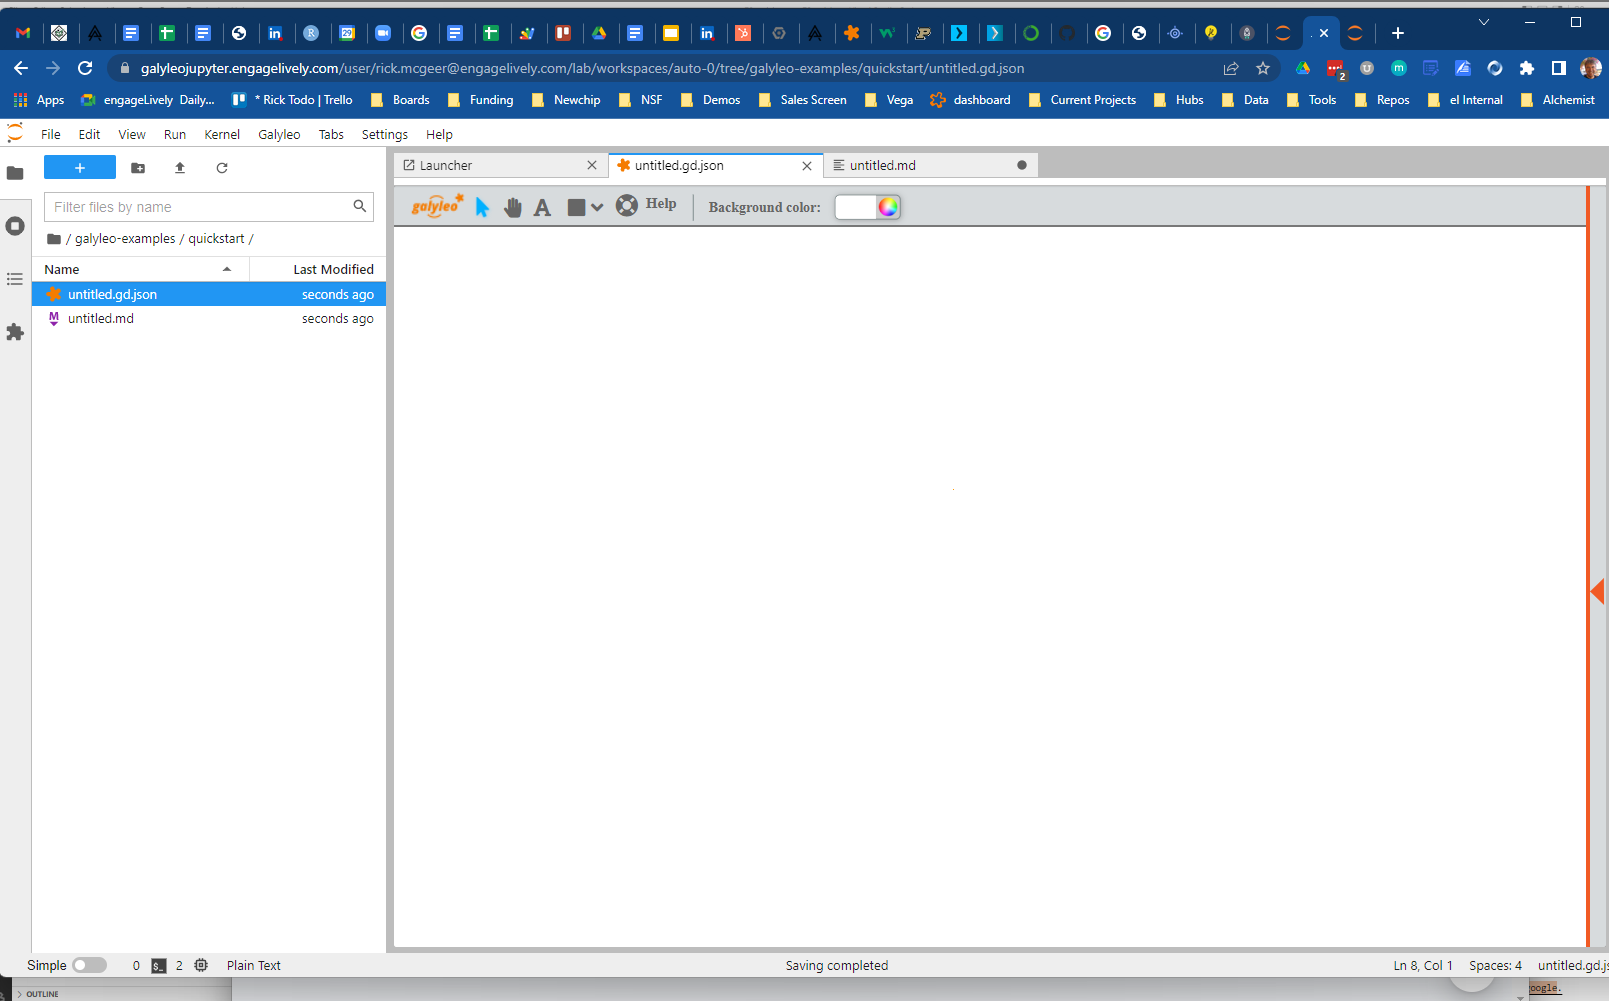 galyleojupyter.engagelively.com/user/rick.mcgeer@engagelively.com/lab/workspaces/auto-0/tree/galyleo-examples/quickstart/untitled.gd.json
Apps engageLively Daily... * Rick Todo | Trello Boards Funding Newchip NSF Demos Sales Screen Vega dashboard Current Projects Hubs Data Tools Repos el Internal Alchemist
File Edit View Run Kernel Galyleo Tabs Settings Help
Launcher untitled.gd.json untitled.md
Filter files by name
galyleo Help Background color:
/ galyleo-examples / quickstart /
Name Last Modified
untitled.gd.json seconds ago
untitled.md seconds ago
Simple 0 2 Plain Text Saving completed Ln 8, Col 1 Spaces: 4 untitled.gd.js
OUTLINE
oogle.